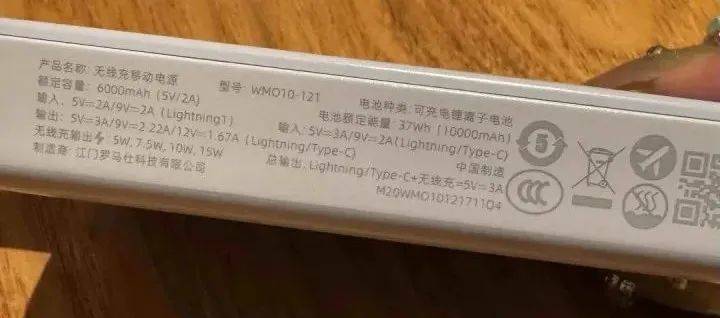 产品名称: 无线充移动电源 型号: WMO10-121 电池种类: 可充电锂离子电池
额定容量: 6000mAh (5V/2A) 电池额定能量: 37Wh (10000mAh)
输入: 5V=2A/9V=2A (Lightning1) 输入: 5V=3A/9V=2A(Lightning/Type-C)
输出: 5V=3A/9V=2.22A/12V=1.67A (Lightning/Type-C) 中国制造
无线充输出 5W, 7.5W, 10W, 15W 总输出: Lightning/Type-C+无线充=5V=3A
制造商: 江门罗马仕科技有限公司 M20WMO1012171104
5
CCC